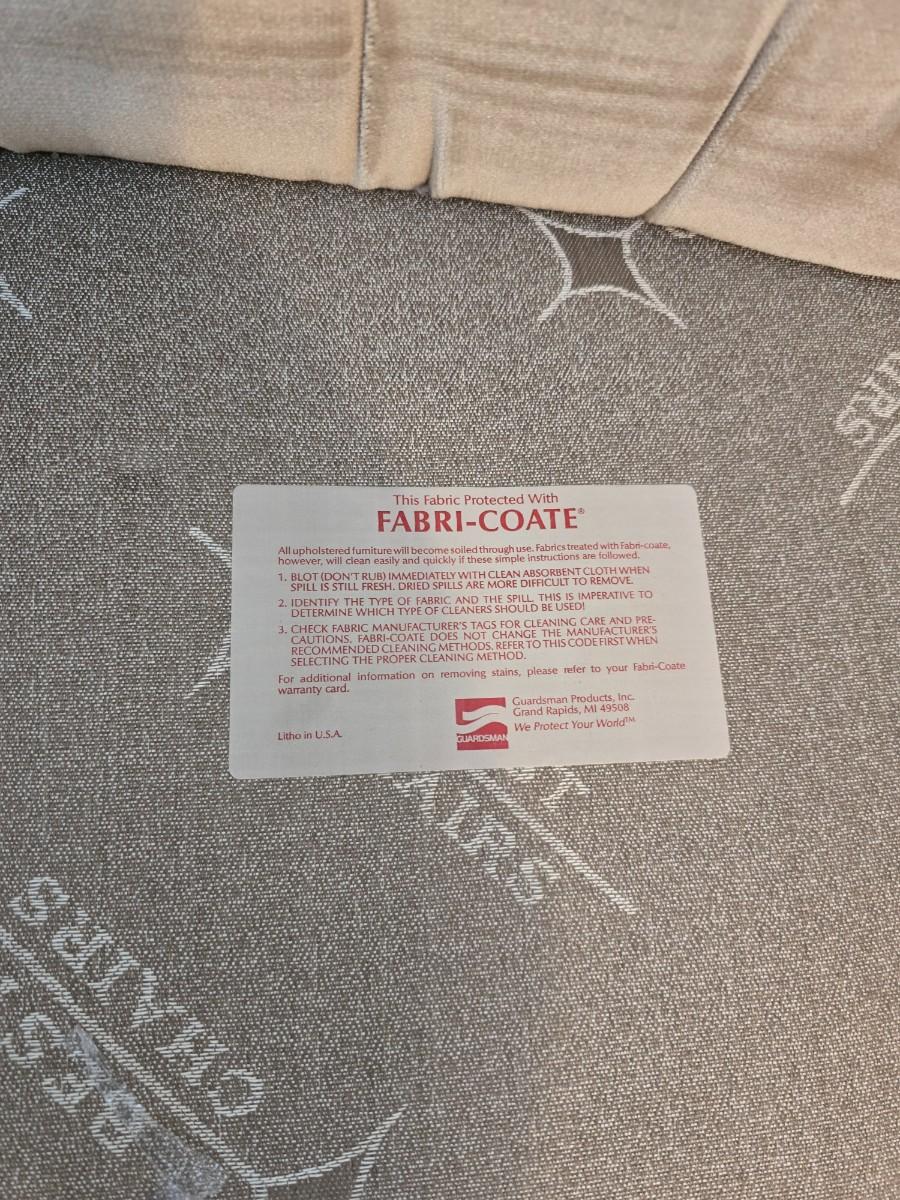 This Fabric Protected With
FABRI-COATE®
All upholstered furniture will become soiled through use. Fabrics treated with Fabri-coate,
however, will clean easily and quickly if these simple instructions are followed.
1. BLOT (DON'T RUB) IMMEDIATELY WITH CLEAN ABSORBENT CLOTH WHEN
SPILL IS STILL FRESH. DRIED SPILLS ARE MORE DIFFICULT TO REMOVE.
2. IDENTIFY THE TYPE OF FABRIC AND THE SPILL. THIS IS IMPERATIVE TO
DETERMINE WHICH TYPE OF CLEANERS SHOULD BE USED!
3. CHECK FABRIC MANUFACTURER'S TAGS FOR CLEANING CARE AND PRE-
CAUTIONS. FABRI-COATE DOES NOT CHANGE THE MANUFACTURER'S
RECOMMENDED CLEANING METHODS. REFER TO THIS CODE FIRST WHEN
SELECTING THE PROPER CLEANING METHOD.
For additional information on removing stains, please refer to your Fabri-Coate
warranty card.
Guardsman Products, Inc.
Grand Rapids, MI 49508
We Protect Your World™
GUARDSMAN
Litho in U.S.A.
CHAIRS